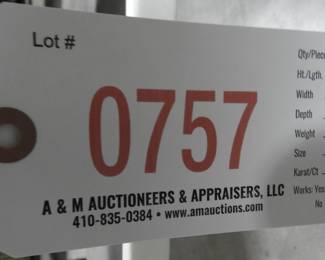 Lot #
0757
A & M AUCTIONEERS & APPRAISERS, LLC
410-835-0384 • www.amauctions.com
Qty/Piece
Ht./Lgth.
Width
Depth
Weight
Size
Karat/Ct
Works: Yes
No